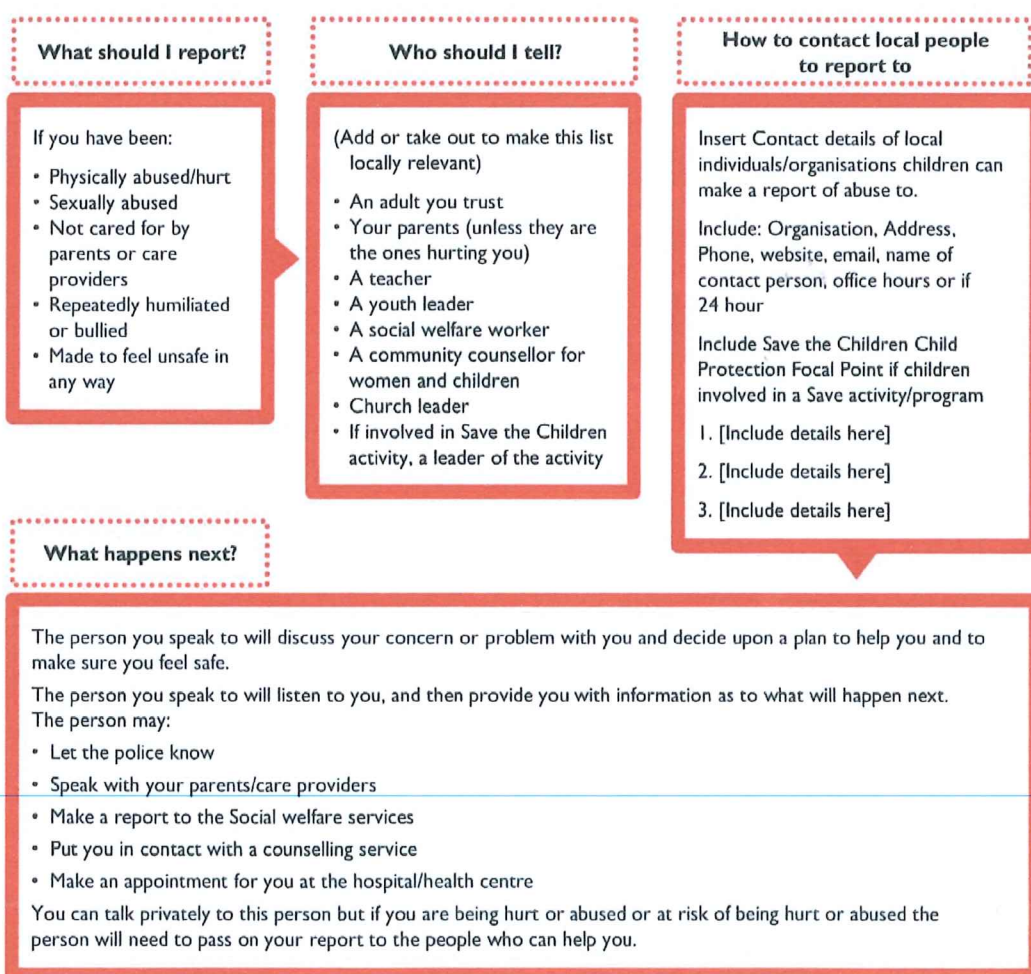 What should I report?
If you have been:
• Physically abused/hurt
• Sexually abused
• Not cared for by
parents or care
providers
• Repeatedly humiliated
or bullied
• Made to feel unsafe in
any way
Who should I tell?
(Add or take out to make this list
locally relevant)
• An adult you trust
• Your parents (unless they are
the ones hurting you)
• A teacher
• A youth leader
• A social welfare worker
• A community counsellor for
women and children
• Church leader
• If involved in Save the Children
activity, a leader of the activity
How to contact local people
to report to
Insert Contact details of local
individuals/organisations children can
make a report of abuse to.
Include: Organisation, Address,
Phone, website, email, name of
contact person, office hours or if
24 hour
Include Save the Children Child
Protection Focal Point if children
involved in a Save activity/program
1. [Include details here]
2. [Include details here]
3. [Include details here]
What happens next?
The person you speak to will discuss your concern or problem with you and decide upon a plan to help you and to
make sure you feel safe.
The person you speak to will listen to you, and then provide you with information as to what will happen next.
The person may:
• Let the police know
• Speak with your parents/care providers
• Make a report to the Social welfare services
• Put you in contact with a counselling service
• Make an appointment for you at the hospital/health centre
You can talk privately to this person but if you are being hurt or abused or at risk of being hurt or abused the
person will need to pass on your report to the people who can help you.